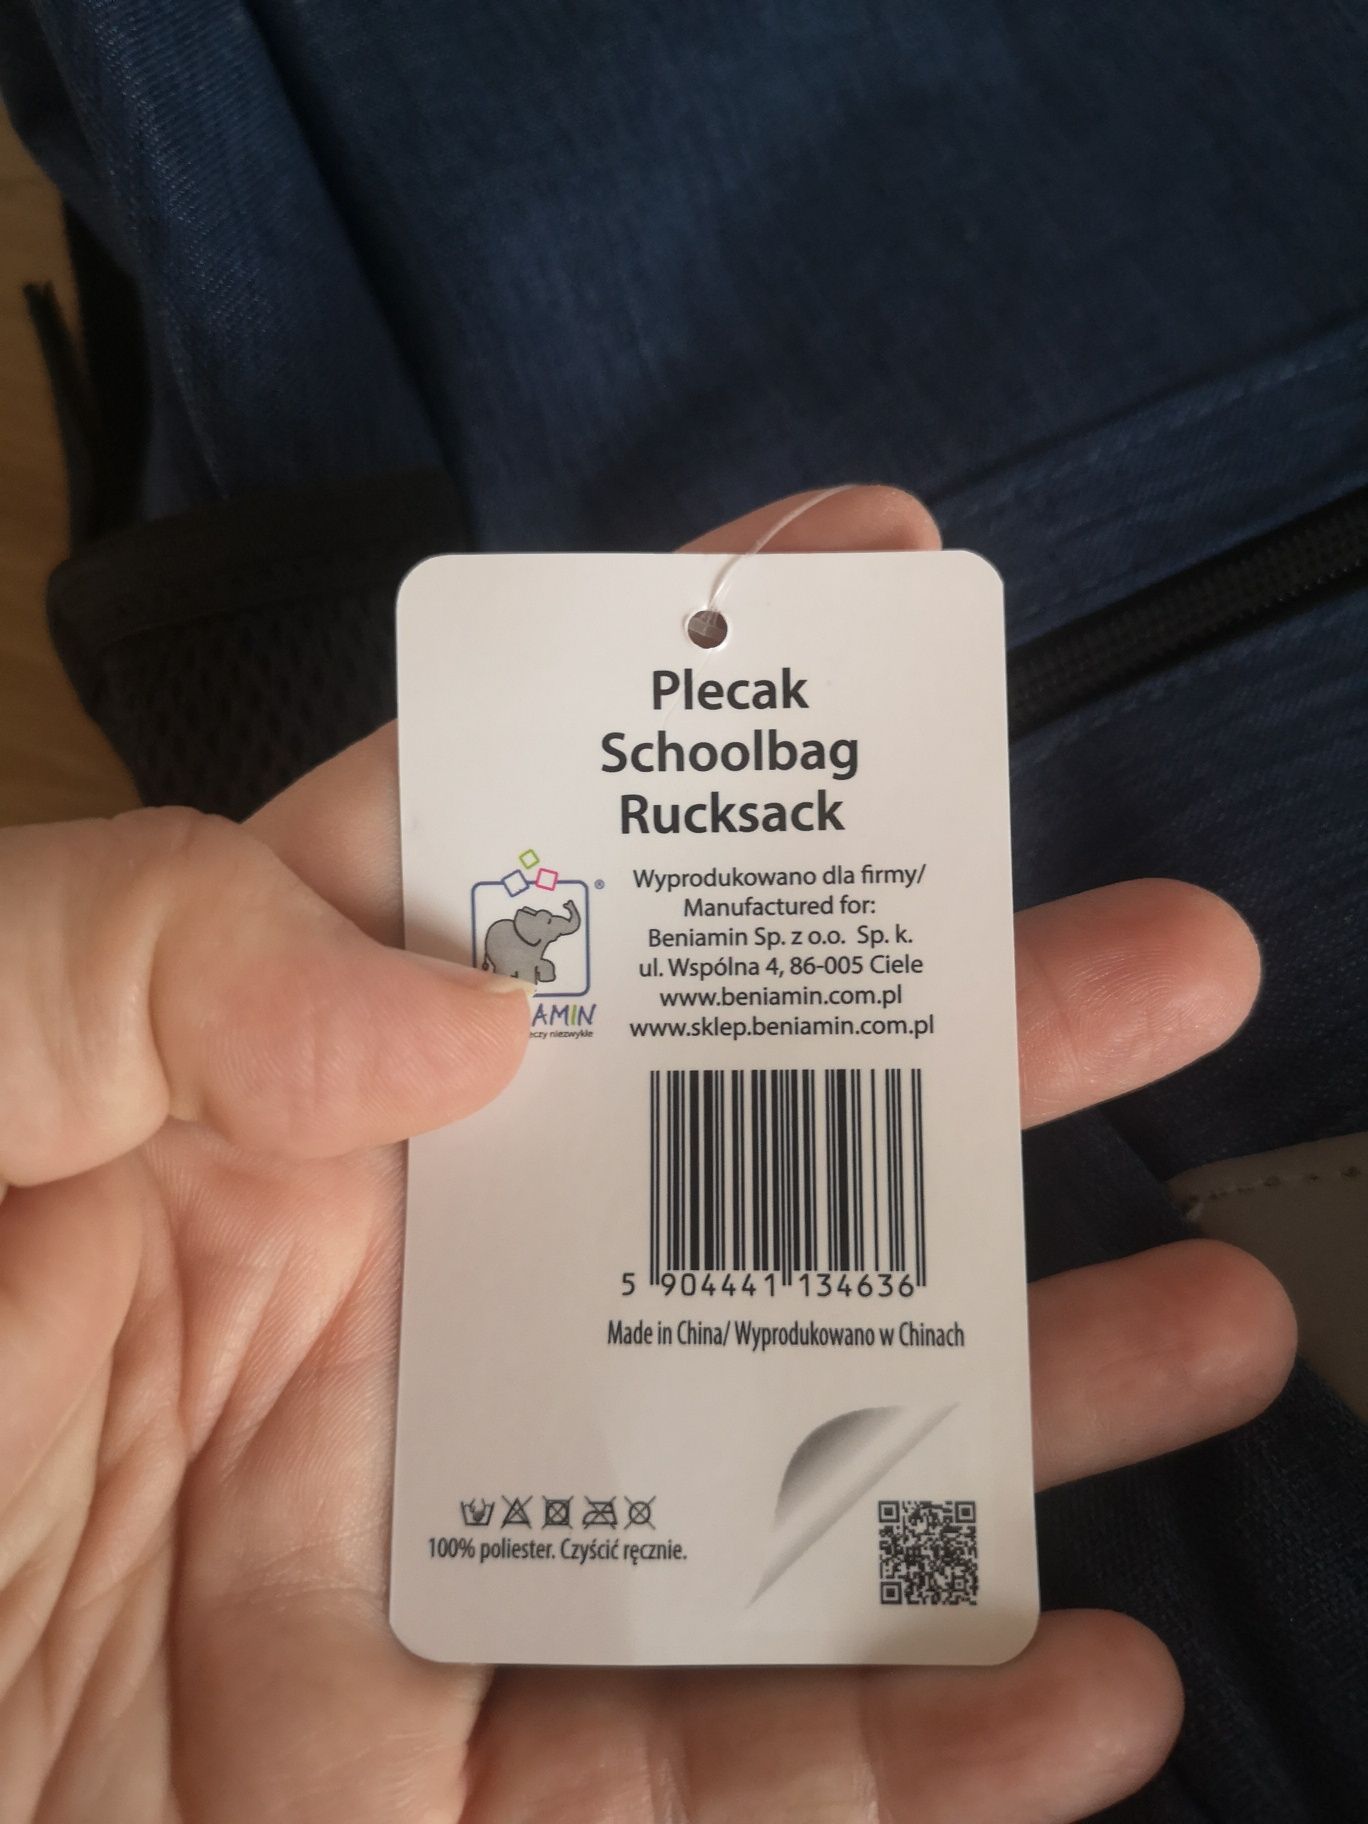 Plecak
Schoolbag
Rucksack
®
Wyprodukowano dla firmy/
Manufactured for:
Beniamin Sp. z o.o. Sp. k.
ul. Wspólna 4, 86-005 Ciele
www.beniamin.com.pl
www.sklep.beniamin.com.pl
AMIN
niezwykłe
5 904441 134636
Made in China/ Wyprodukowano w Chinach
100% poliester. Czyścić ręcznie.